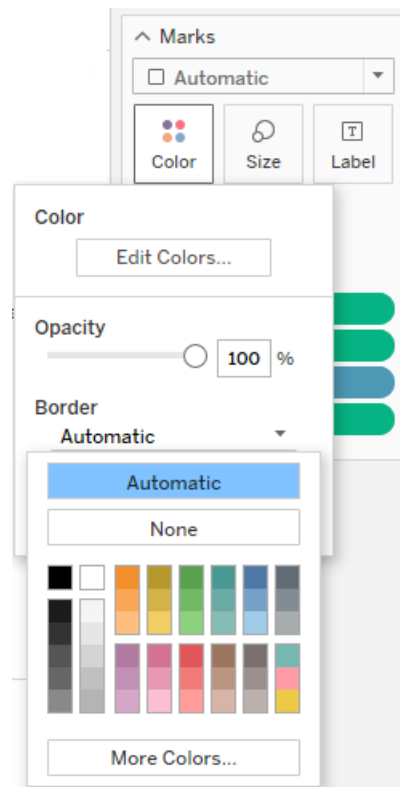 Marks
Automatic
Color Size Label
Color
Edit Colors...
Opacity
100 %
Border
Automatic
Automatic
None
More Colors...